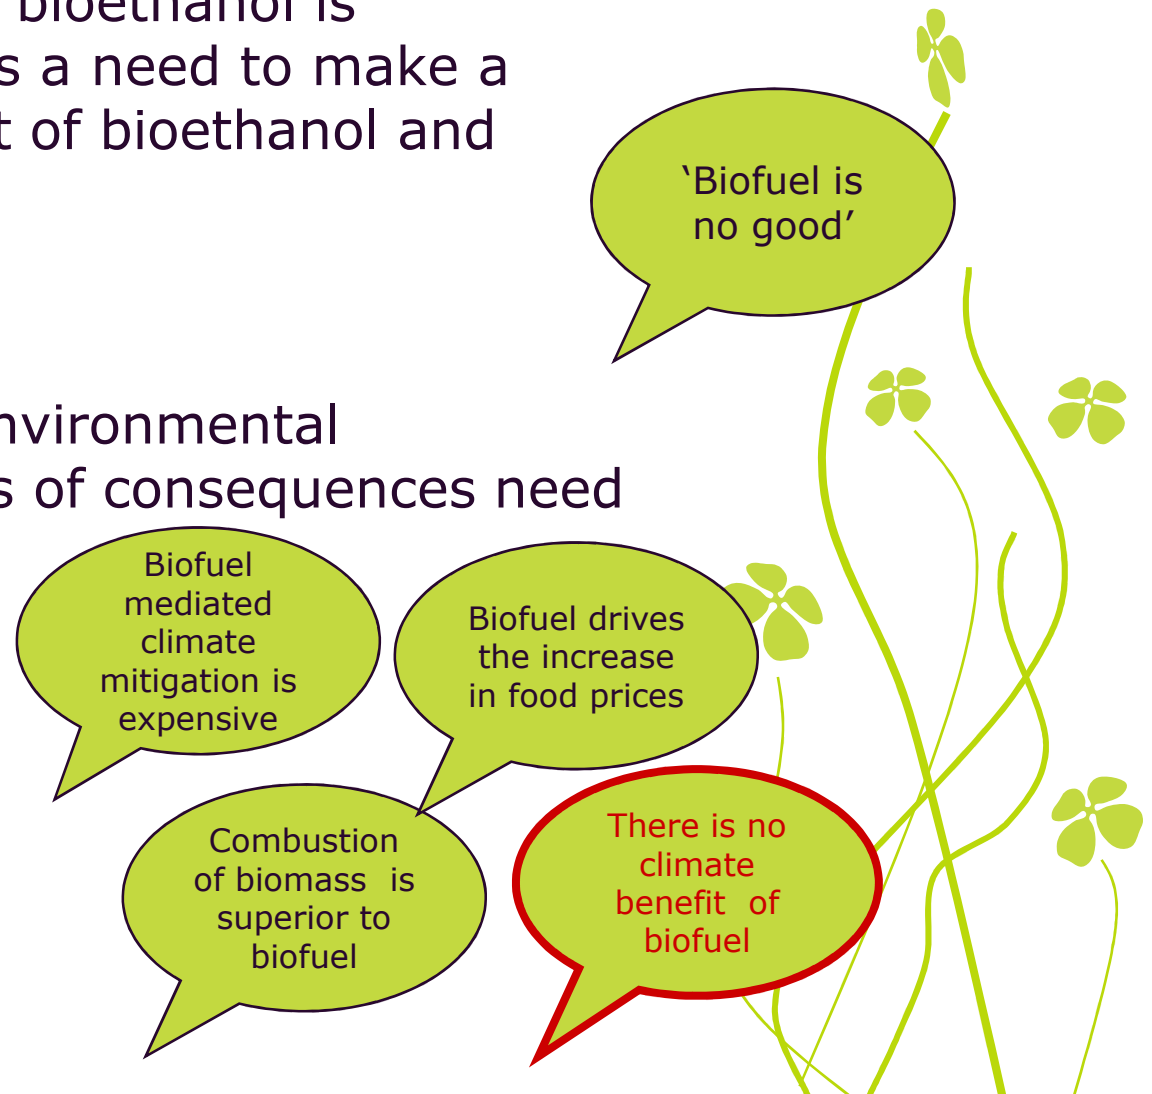 bioethanol is
s a need to make a
t of bioethanol and
‘Biofuel is
no good’
nvironmental
s of consequences need
Biofuel
mediated
climate
mitigation is
expensive
Biofuel drives
the increase
in food prices
Combustion
of biomass is
superior to
biofuel
There is no
climate
benefit of
biofuel